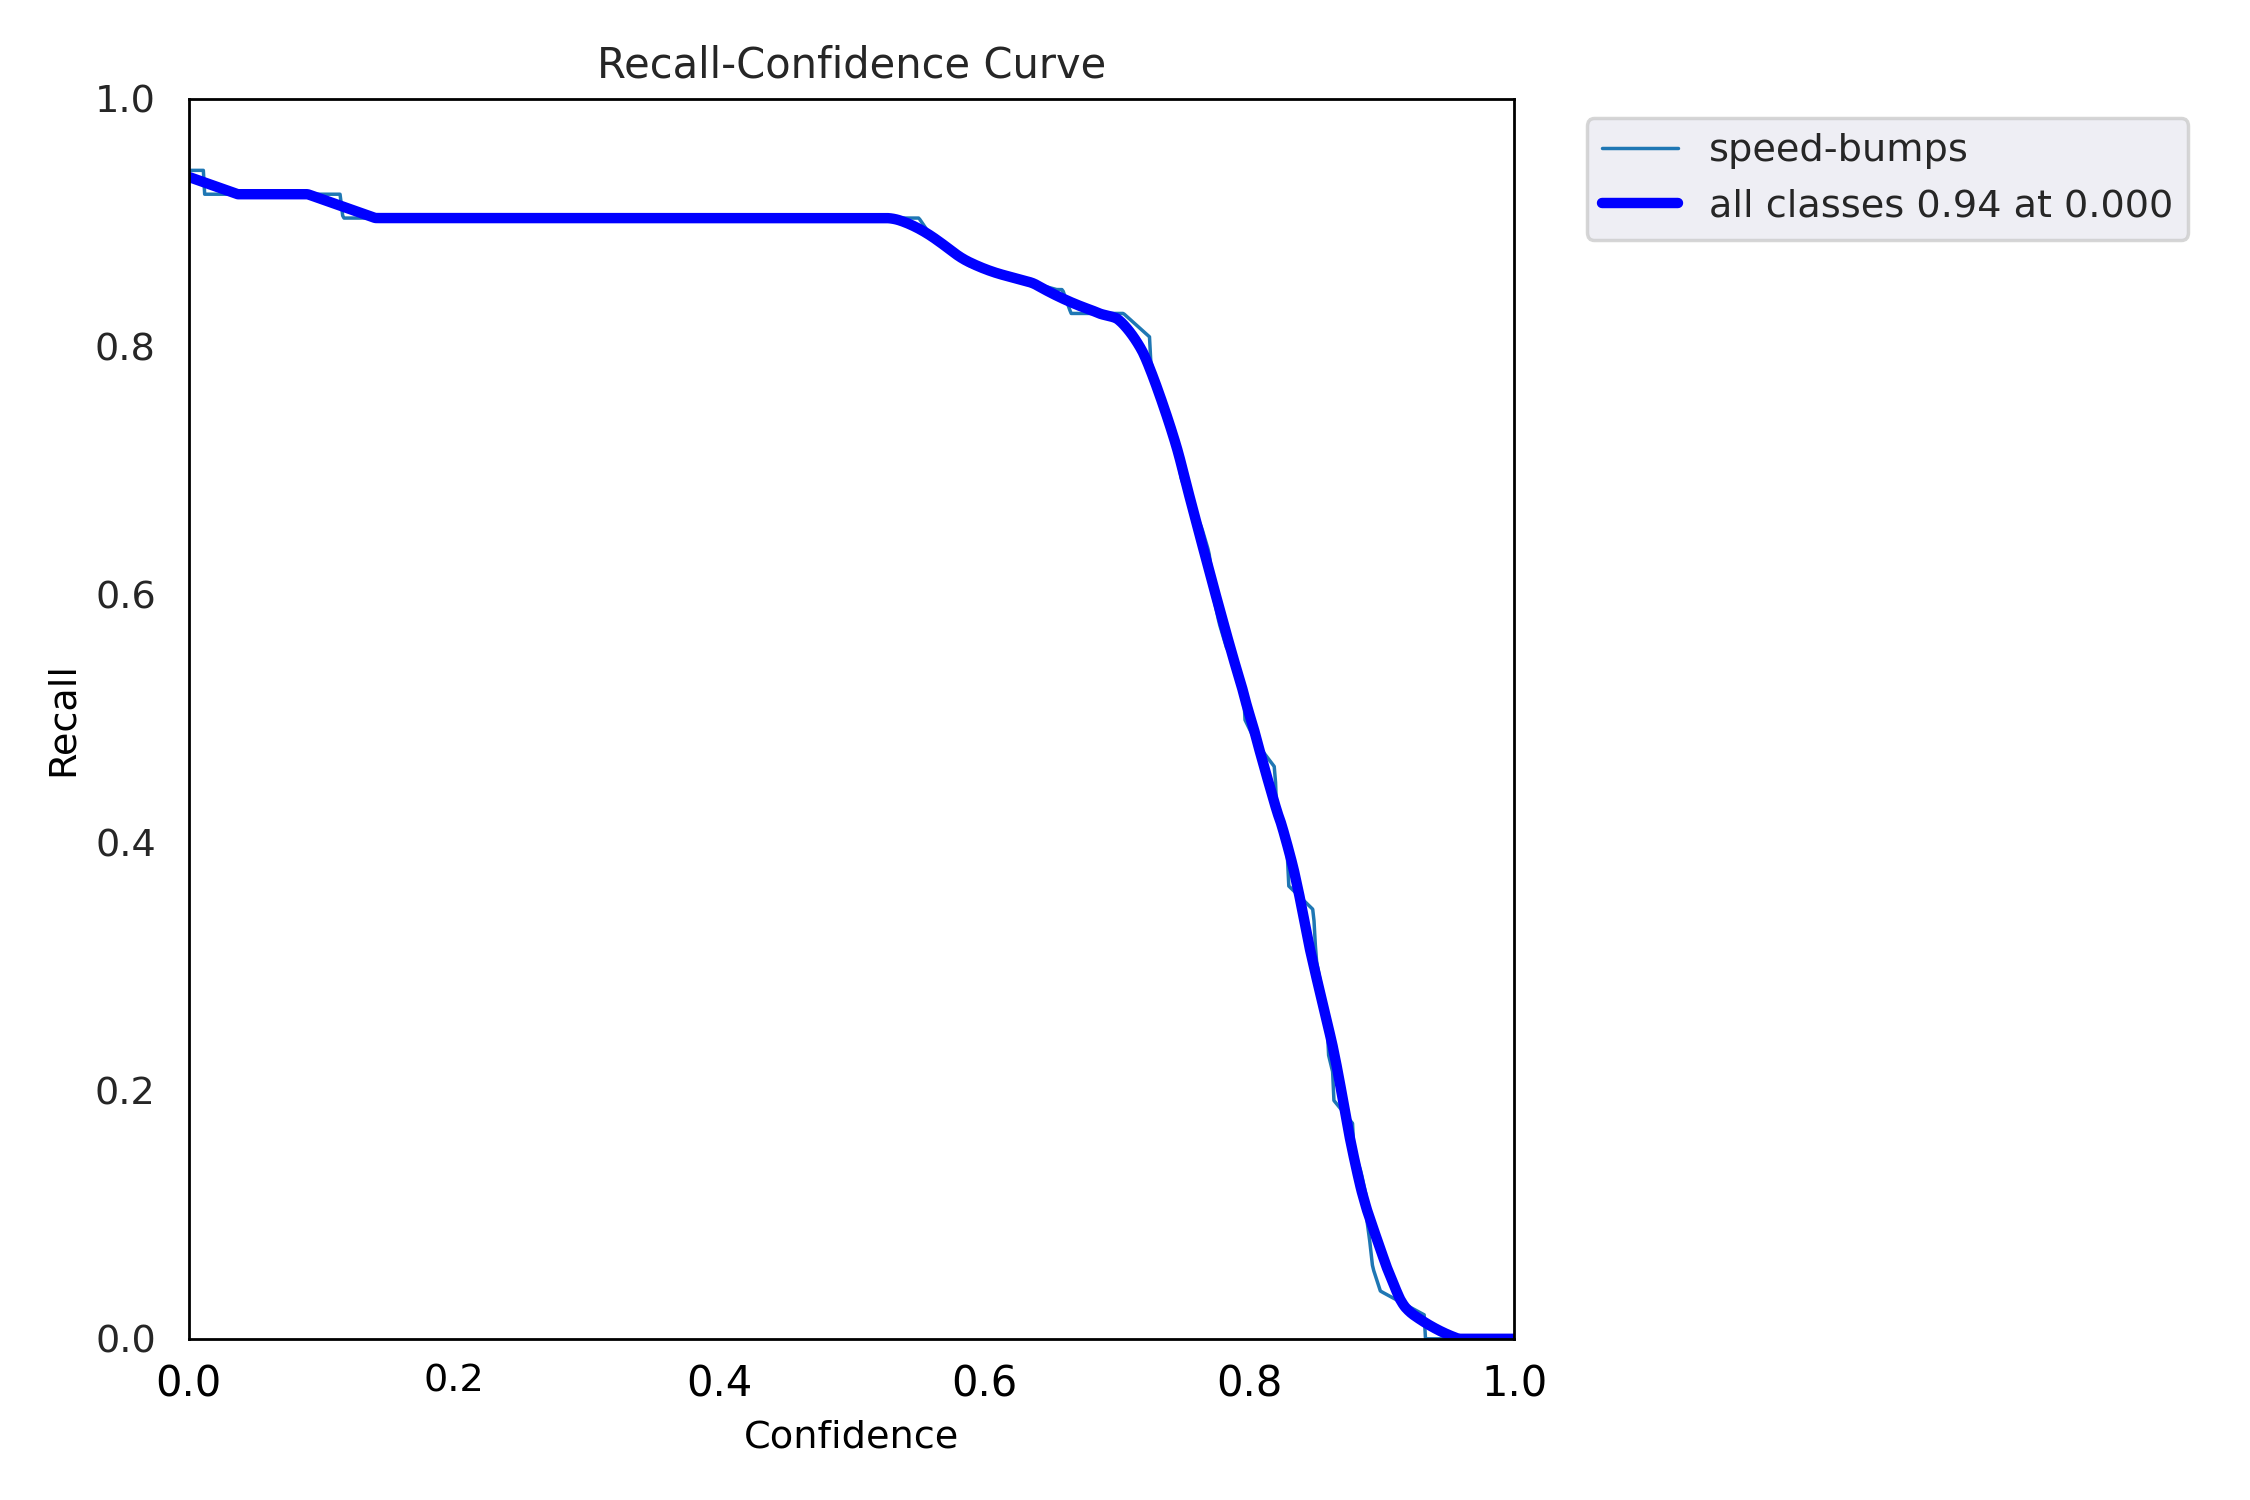 Recall-Confidence Curve
1.0
0.8
0.6
0.4
0.2
0.0
Recall
0.0 0.2 0.4 0.6 0.8 1.0
Confidence
speed-bumps
all classes 0.94 at 0.000